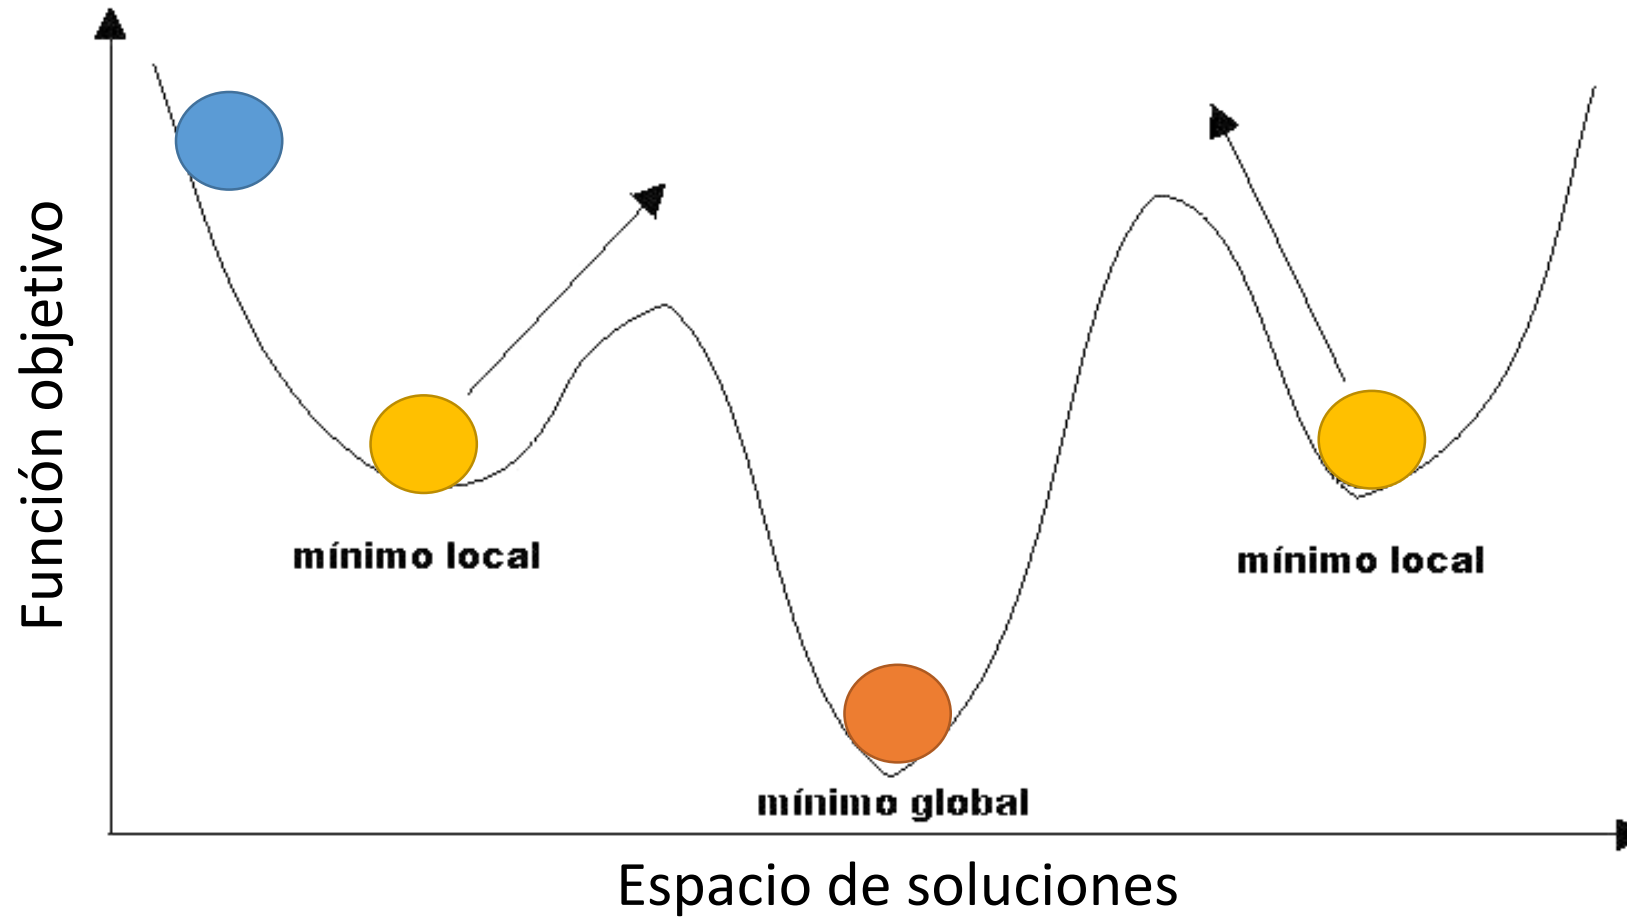 Función objetivo
mínimo local
mínimo local
mínimo global
Espacio de soluciones